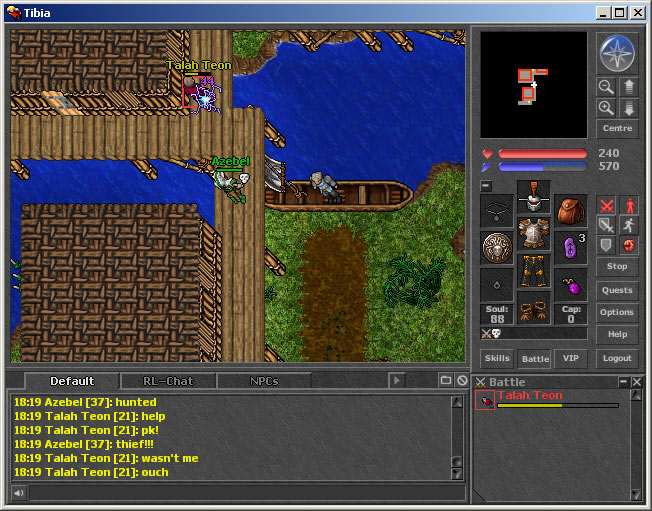 Tibia
Talah Teon
44
Azebel
Centre
240
570
3
Soul:
88
Cap:
0
Stop
Quests
Options
Help
Skills
Battle
VIP
Logout
Default
RL-Chat
NPCs
18:19 Azebel [37]: hunted
18:19 Talah Teon [21]: help
18:19 Talah Teon [21]: pk!
18:19 Azebel [37]: thief!!!
18:19 Talah Teon [21]: wasn't me
18:19 Talah Teon [21]: ouch
Battle
Talah Teon